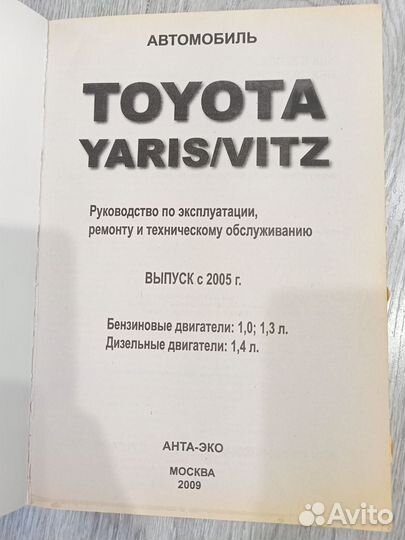 АВТОМОБИЛЬ
TOYOTA
YARIS/VITZ
Руководство по эксплуатации,
ремонту и техническому обслуживанию
ВЫПУСК с 2005 г.
Бензиновые двигатели: 1,0; 1,3 л.
Дизельные двигатели: 1,4 л.
АНТА-ЭКО
МОСКВА
2009
Avito